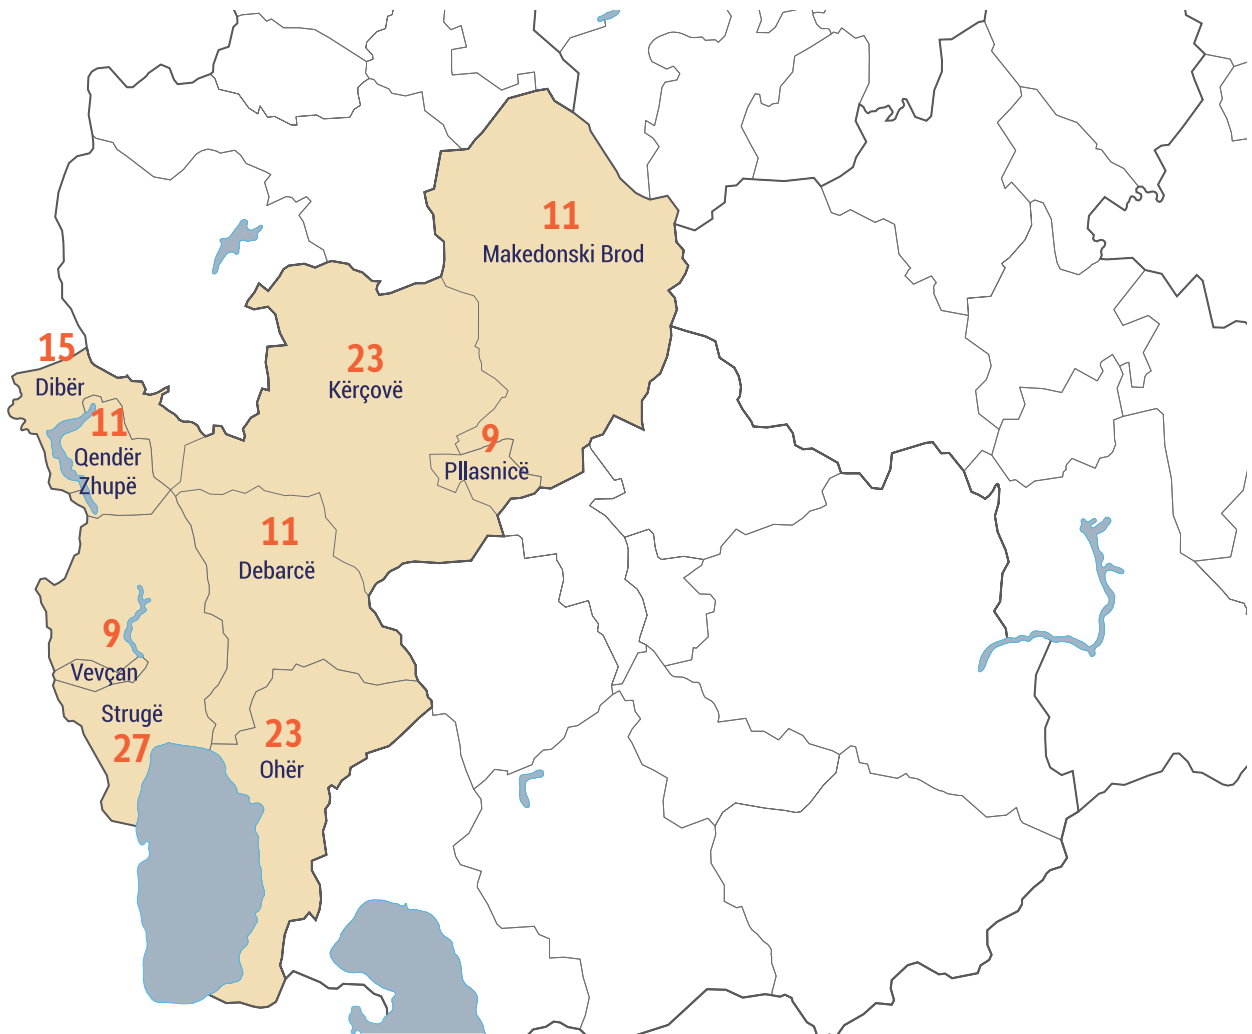 11
Makedonski Brod
15
Dibër
23
Kërçovë
11
Qendër
Zhupë
9
Pllasnicë
11
Debarcë
9
Vevçan
Strugë
27
23
Ohër